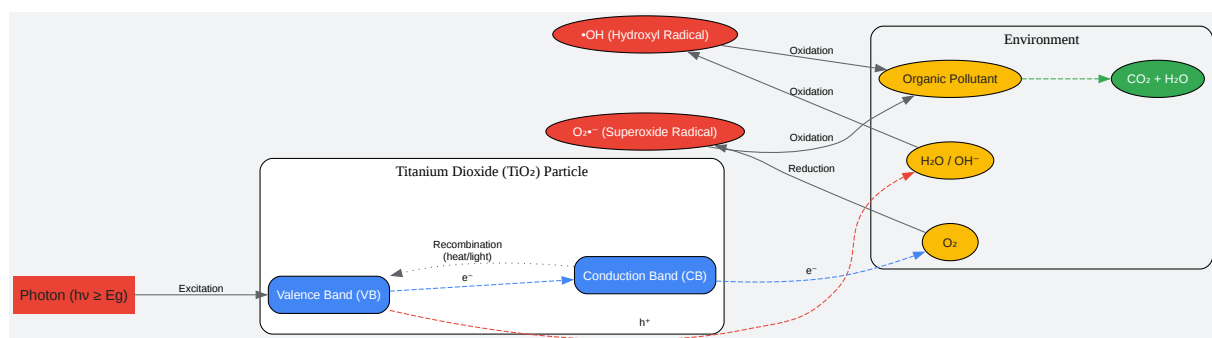 •OH (Hydroxyl Radical)
Oxidation
Environment
Organic Pollutant
CO₂ + H₂O
Oxidation
O₂•⁻ (Superoxide Radical)
Oxidation
H₂O / OH⁻
Reduction
Titanium Dioxide (TiO₂) Particle
O₂
Recombination
(heat/light)
e⁻
Conduction Band (CB)
e⁻
Photon (hν ≥ Eg)
Excitation
Valence Band (VB)
h⁺